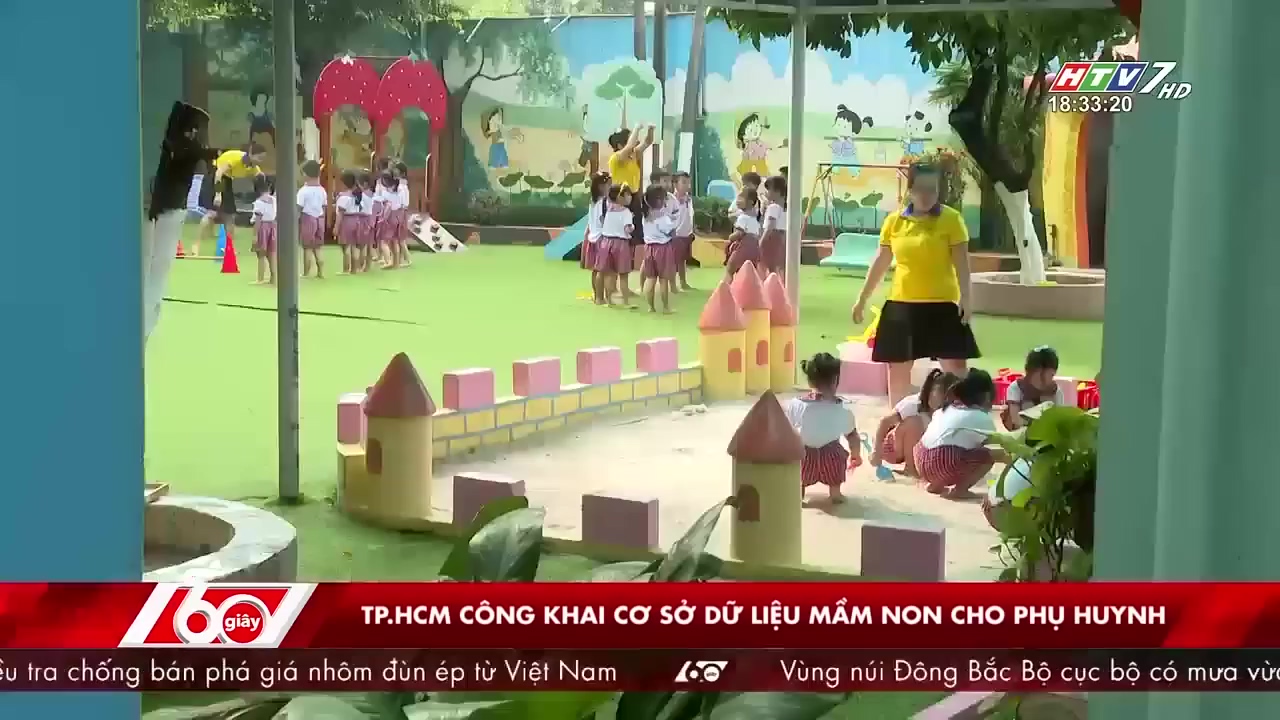 HTV7 HD
18:33:20
60 giây
TP.HCM CÔNG KHAI CƠ SỞ DỮ LIỆU MẦM NON CHO PHỤ HUYNH
tra chống bán phá giá nhôm đùn ép từ Việt Nam 60 giây Vùng núi Đông Bắc Bộ cục bộ có mưa